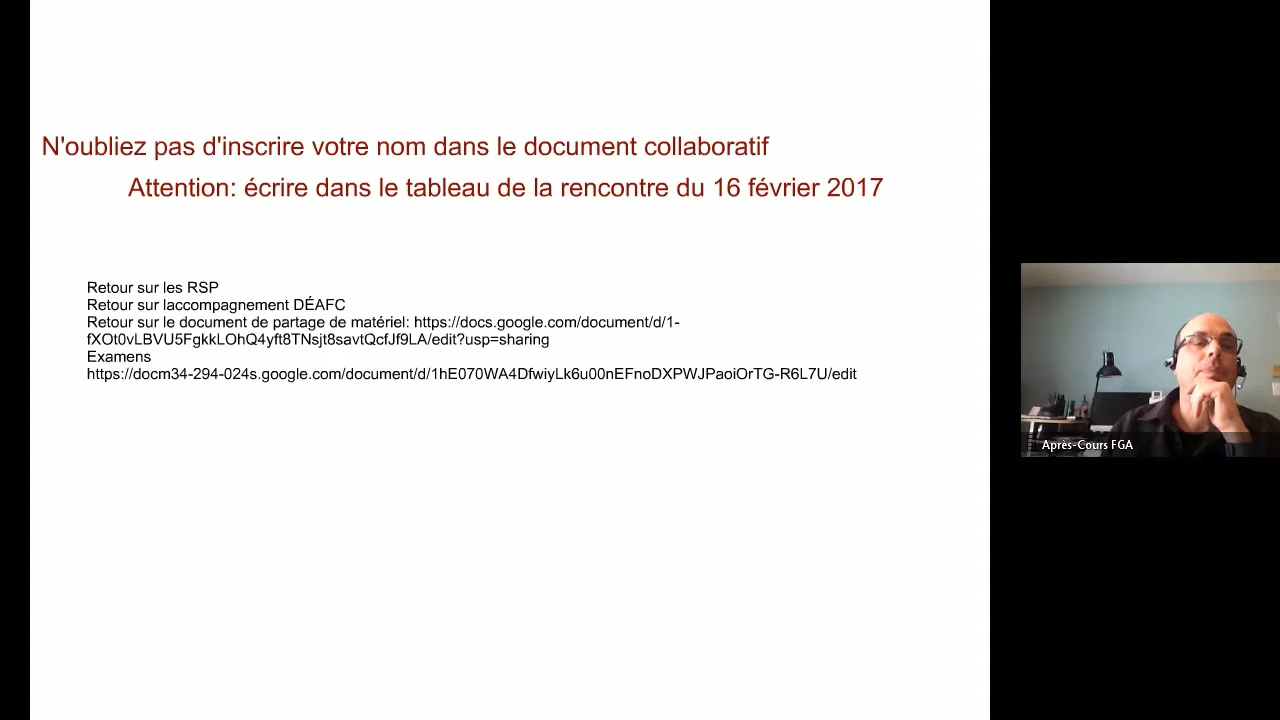 N'oubliez pas d'inscrire votre nom dans le document collaboratif
Attention: écrire dans le tableau de la rencontre du 16 février 2017
Retour sur les RSP
Retour sur laccompagnement DÉAFC
Retour sur le document de partage de matériel: https://docs.google.com/document/d/1-
fXOt0vLBVU5FgkkLOhQ4yft8TNsjt8savtQcfJf9LA/edit?usp=sharing
Examens
https://docm34-294-024s.google.com/document/d/1hE070WA4DfwiyLk6u00nEFnoDXPWJPaoiOrTG-R6L7U/edit
Après-Cours FGA